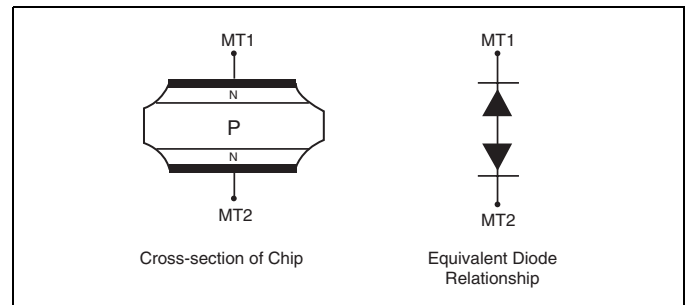 MT1
N
P
N
MT2
Cross-section of Chip
MT1
MT2
Equivalent Diode
Relationship